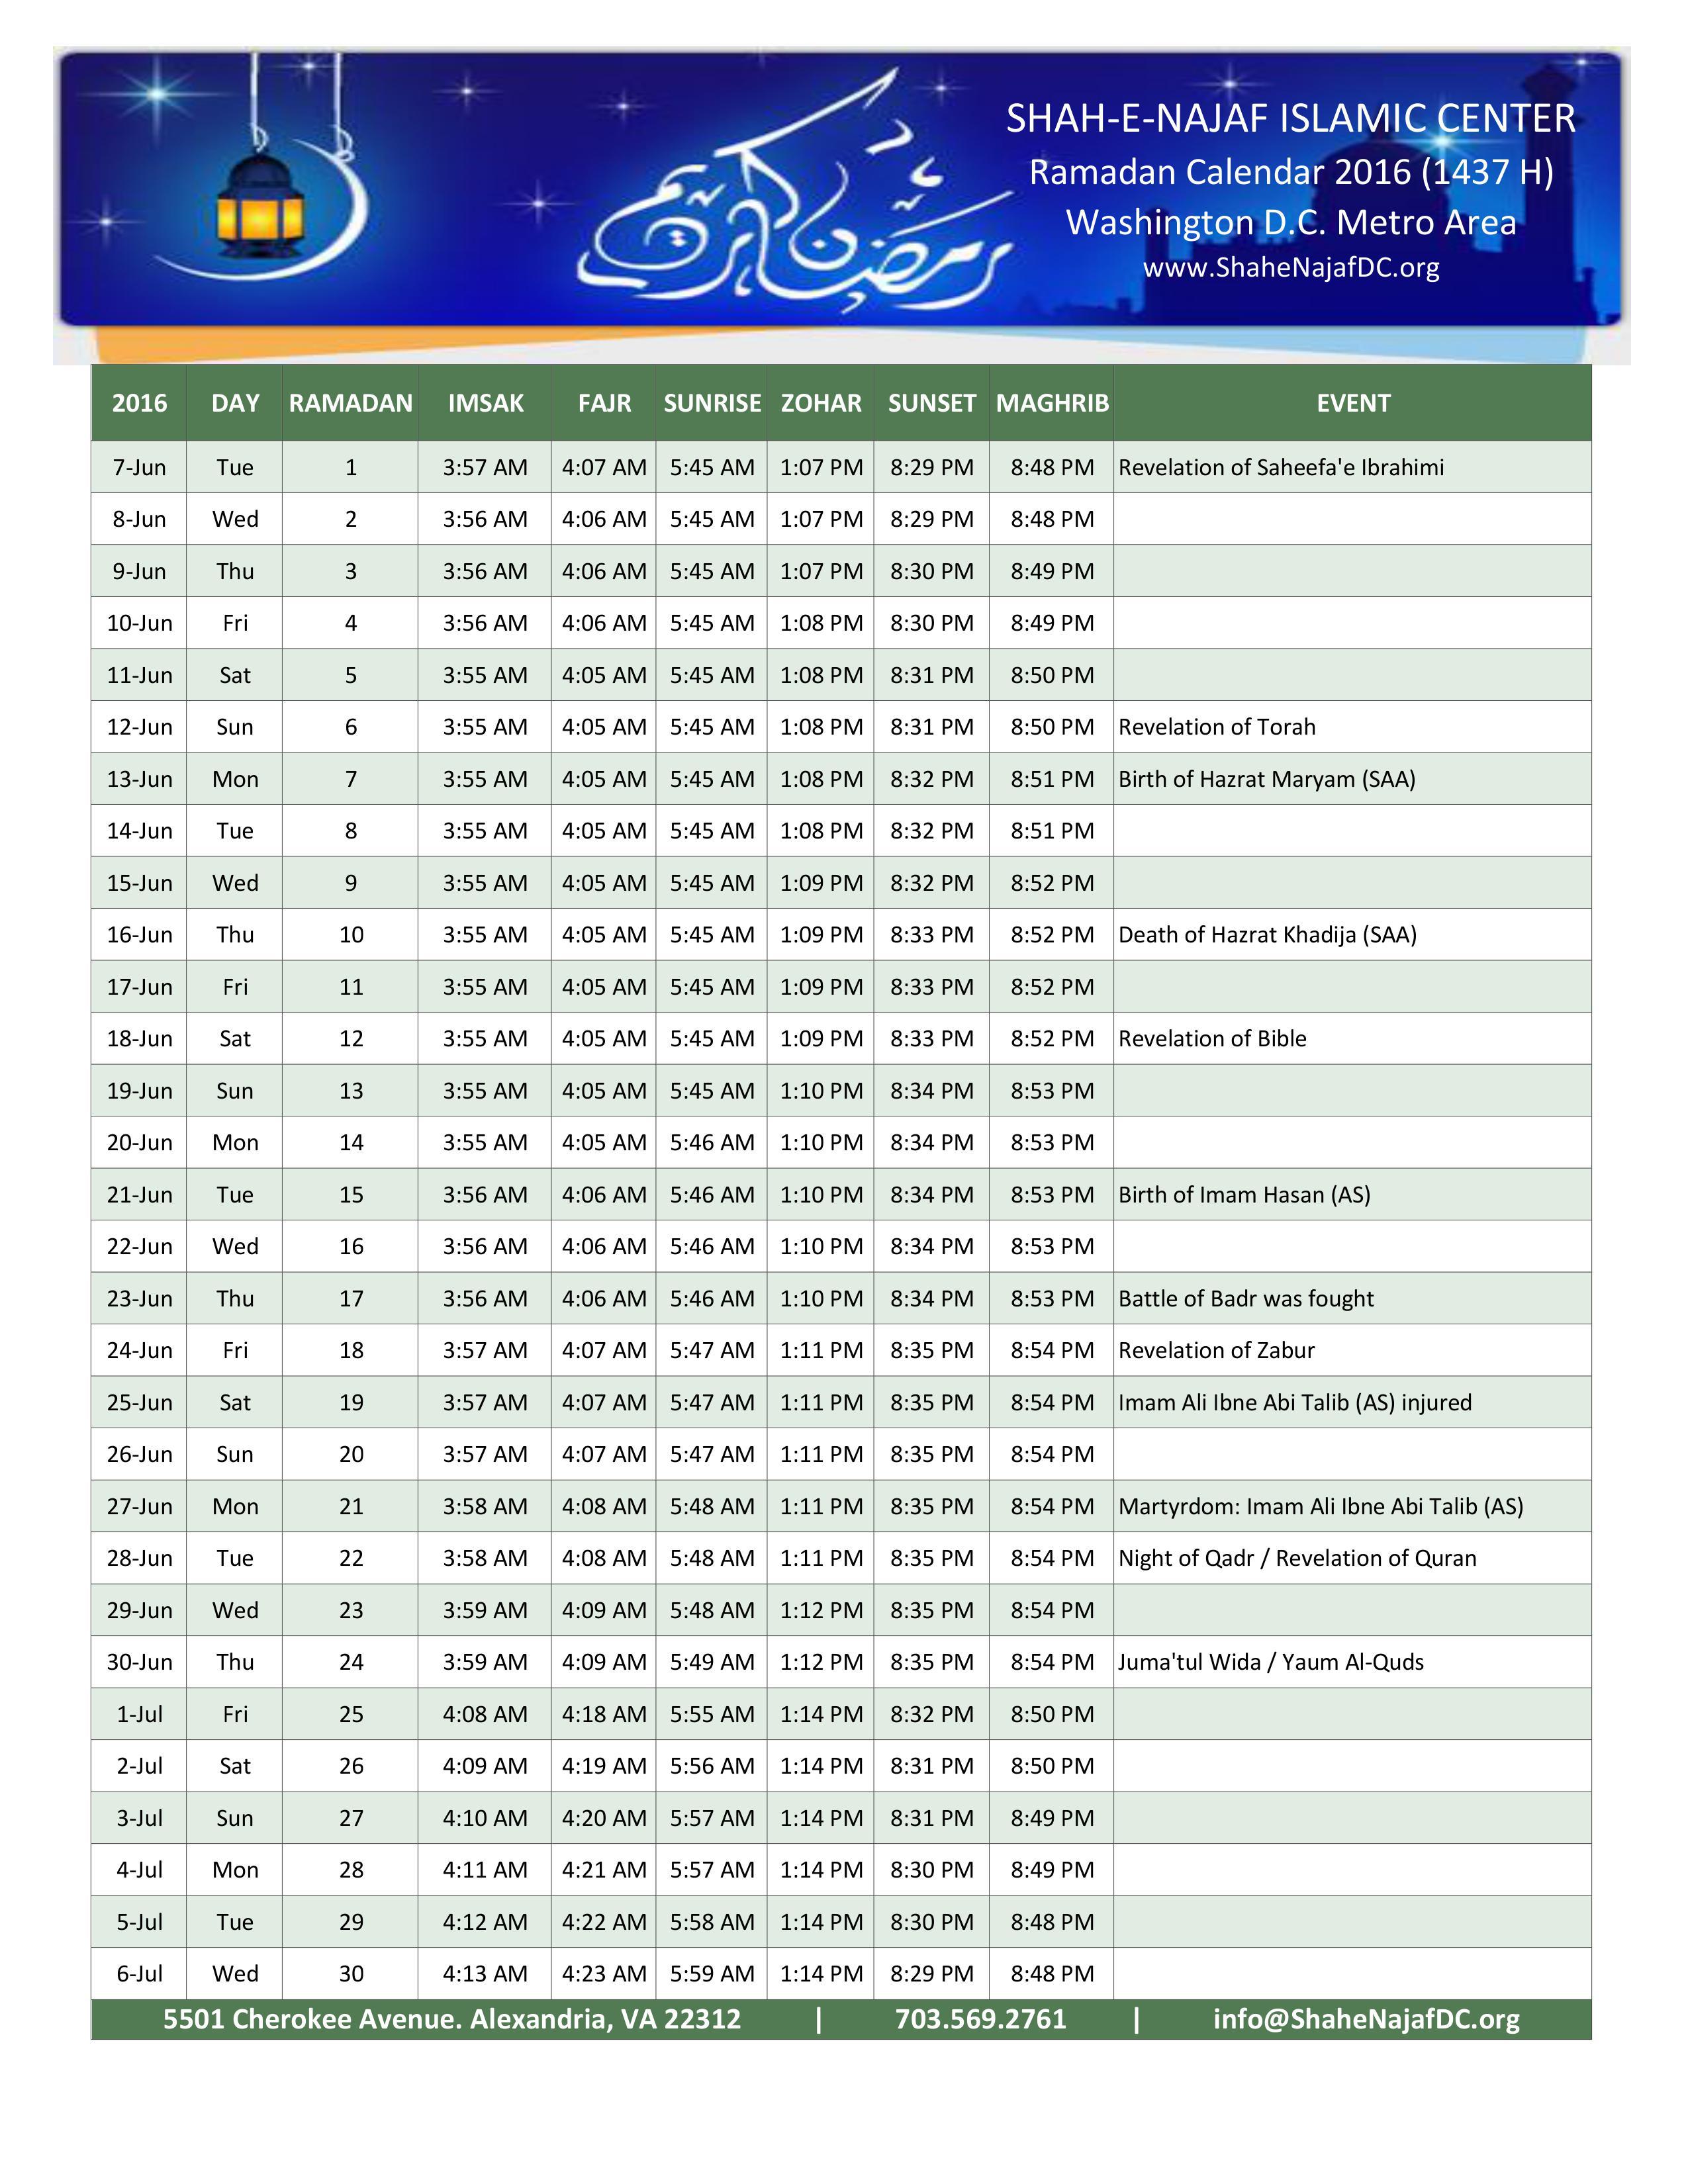 رمضان كريم
SHAH-E-NAJAF ISLAMIC CENTER
Ramadan Calendar 2016 (1437 H)
Washington D.C. Metro Area
www.ShaheNajafDC.org
2016 DAY RAMADAN IMSAK FAJR SUNRISE ZOHAR SUNSET MAGHRIB EVENT
7-Jun Tue 1 3:57 AM 4:07 AM 5:45 AM 1:07 PM 8:29 PM 8:48 PM Revelation of Saheefa'e Ibrahimi
8-Jun Wed 2 3:56 AM 4:06 AM 5:45 AM 1:07 PM 8:29 PM 8:48 PM
9-Jun Thu 3 3:56 AM 4:06 AM 5:45 AM 1:07 PM 8:30 PM 8:49 PM
10-Jun Fri 4 3:56 AM 4:06 AM 5:45 AM 1:08 PM 8:30 PM 8:49 PM
11-Jun Sat 5 3:55 AM 4:05 AM 5:45 AM 1:08 PM 8:31 PM 8:50 PM
12-Jun Sun 6 3:55 AM 4:05 AM 5:45 AM 1:08 PM 8:31 PM 8:50 PM Revelation of Torah
13-Jun Mon 7 3:55 AM 4:05 AM 5:45 AM 1:08 PM 8:32 PM 8:51 PM Birth of Hazrat Maryam (SAA)
14-Jun Tue 8 3:55 AM 4:05 AM 5:45 AM 1:08 PM 8:32 PM 8:51 PM
15-Jun Wed 9 3:55 AM 4:05 AM 5:45 AM 1:09 PM 8:32 PM 8:52 PM
16-Jun Thu 10 3:55 AM 4:05 AM 5:45 AM 1:09 PM 8:33 PM 8:52 PM Death of Hazrat Khadija (SAA)
17-Jun Fri 11 3:55 AM 4:05 AM 5:45 AM 1:09 PM 8:33 PM 8:52 PM
18-Jun Sat 12 3:55 AM 4:05 AM 5:45 AM 1:09 PM 8:33 PM 8:52 PM Revelation of Bible
19-Jun Sun 13 3:55 AM 4:05 AM 5:45 AM 1:10 PM 8:34 PM 8:53 PM
20-Jun Mon 14 3:55 AM 4:05 AM 5:46 AM 1:10 PM 8:34 PM 8:53 PM
21-Jun Tue 15 3:56 AM 4:06 AM 5:46 AM 1:10 PM 8:34 PM 8:53 PM Birth of Imam Hasan (AS)
22-Jun Wed 16 3:56 AM 4:06 AM 5:46 AM 1:10 PM 8:34 PM 8:53 PM
23-Jun Thu 17 3:56 AM 4:06 AM 5:46 AM 1:10 PM 8:34 PM 8:53 PM Battle of Badr was fought
24-Jun Fri 18 3:57 AM 4:07 AM 5:47 AM 1:11 PM 8:35 PM 8:54 PM Revelation of Zabur
25-Jun Sat 19 3:57 AM 4:07 AM 5:47 AM 1:11 PM 8:35 PM 8:54 PM Imam Ali Ibne Abi Talib (AS) injured
26-Jun Sun 20 3:57 AM 4:07 AM 5:47 AM 1:11 PM 8:35 PM 8:54 PM
27-Jun Mon 21 3:58 AM 4:08 AM 5:48 AM 1:11 PM 8:35 PM 8:54 PM Martyrdom: Imam Ali Ibne Abi Talib (AS)
28-Jun Tue 22 3:58 AM 4:08 AM 5:48 AM 1:11 PM 8:35 PM 8:54 PM Night of Qadr / Revelation of Quran
29-Jun Wed 23 3:59 AM 4:09 AM 5:48 AM 1:12 PM 8:35 PM 8:54 PM
30-Jun Thu 24 3:59 AM 4:09 AM 5:49 AM 1:12 PM 8:35 PM 8:54 PM Juma'tul Wida / Yaum Al-Quds
1-Jul Fri 25 4:08 AM 4:18 AM 5:55 AM 1:14 PM 8:32 PM 8:50 PM
2-Jul Sat 26 4:09 AM 4:19 AM 5:56 AM 1:14 PM 8:31 PM 8:50 PM
3-Jul Sun 27 4:10 AM 4:20 AM 5:57 AM 1:14 PM 8:31 PM 8:49 PM
4-Jul Mon 28 4:11 AM 4:21 AM 5:57 AM 1:14 PM 8:30 PM 8:49 PM
5-Jul Tue 29 4:12 AM 4:22 AM 5:58 AM 1:14 PM 8:30 PM 8:48 PM
6-Jul Wed 30 4:13 AM 4:23 AM 5:59 AM 1:14 PM 8:29 PM 8:48 PM
5501 Cherokee Avenue. Alexandria, VA 22312 | 703.569.2761 | info@ShaheNajafDC.org